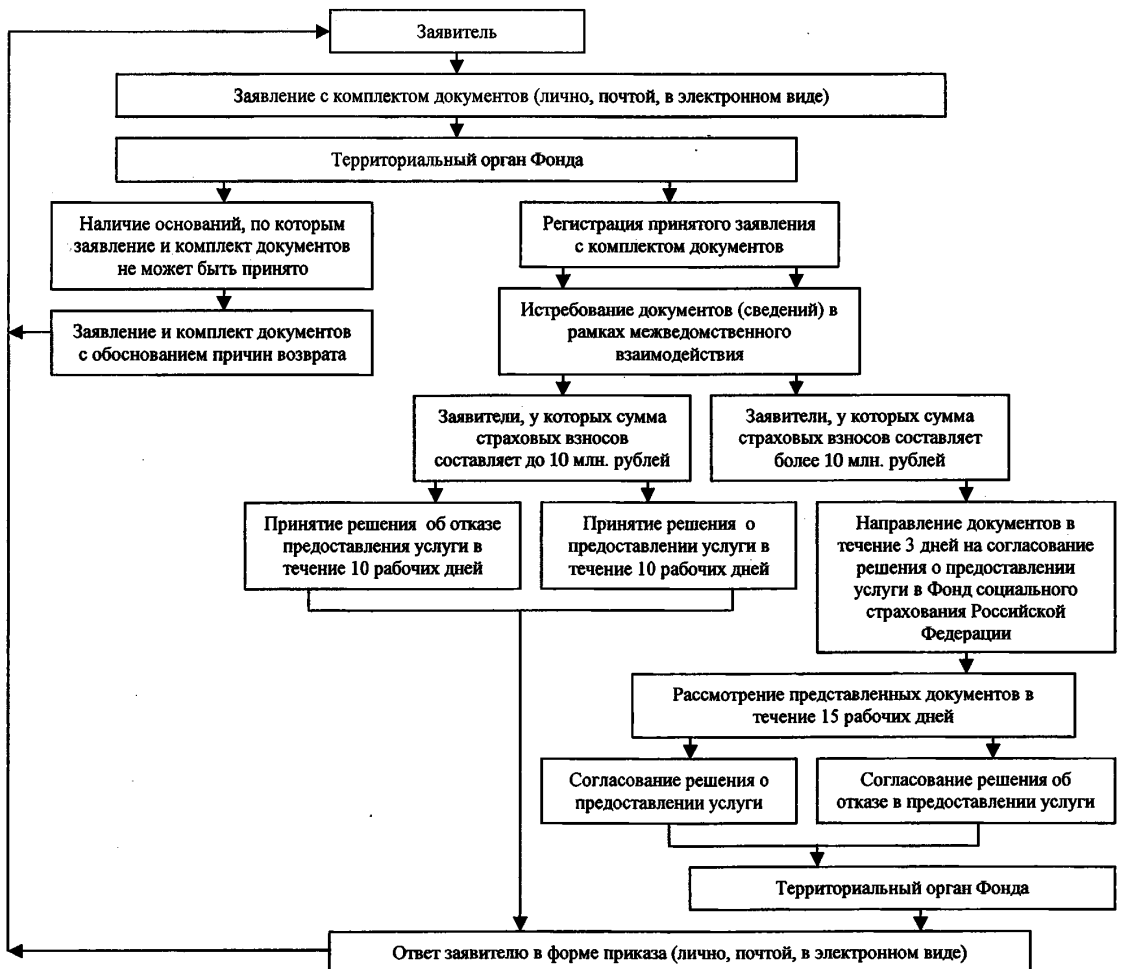 Заявитель
Заявление с комплектом документов (лично, почтой, в электронном виде)
Территориальный орган Фонда
Наличие оснований, по которым
заявление и комплект документов
не может быть принято
Регистрация принятого заявления
с комплектом документов
Заявление и комплект документов
с обоснованием причин возврата
Истребование документов (сведений) в
рамках межведомственного
взаимодействия
Заявители, у которых сумма
страховых взносов
составляет до 10 млн. рублей
Заявители, у которых сумма
страховых взносов составляет
более 10 млн. рублей
Принятие решения об отказе
предоставления услуги в
течение 10 рабочих дней
Принятие решения о
предоставлении услуги в
течение 10 рабочих дней
Направление документов в
течение 3 дней на согласование
решения о предоставлении
услуги в Фонд социального
страхования Российской
Федерации
Рассмотрение представленных документов в
течение 15 рабочих дней
Согласование решения о
предоставлении услуги
Согласование решения об
отказе в предоставлении услуги
Территориальный орган Фонда
Ответ заявителю в форме приказа (лично, почтой, в электронном виде)